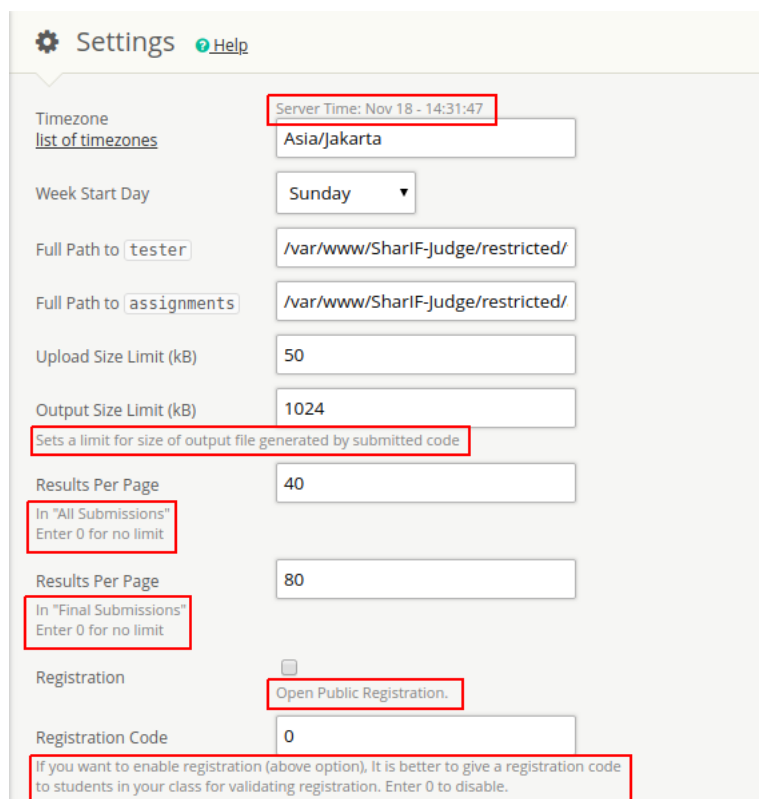 Settings Help
Server Time: Nov 18 - 14:31:47
Timezone
list of timezones
Asia/Jakarta
Week Start Day
Sunday
Full Path to tester
/var/www/SharIF-Judge/restricted/
Full Path to assignments
/var/www/SharIF-Judge/restricted/
Upload Size Limit (kB)
50
Output Size Limit (kB)
1024
Sets a limit for size of output file generated by submitted code
Results Per Page
40
In "All Submissions"
Enter 0 for no limit
Results Per Page
80
In "Final Submissions"
Enter 0 for no limit
Registration
Open Public Registration.
Registration Code
0
If you want to enable registration (above option), It is better to give a registration code
to students in your class for validating registration. Enter 0 to disable.